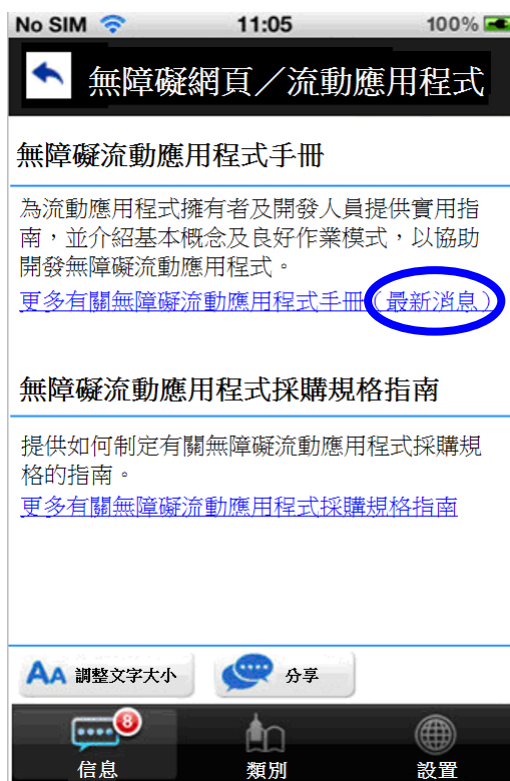 No SIM 11:05 100%
無障礙網頁／流動應用程式
無障礙流動應用程式手冊
為流動應用程式擁有者及開發人員提供實用指
南，並介紹基本概念及良好作業模式，以協助
開發無障礙流動應用程式。
更多有關無障礙流動應用程式手冊（最新消息）
無障礙流動應用程式採購規格指南
提供如何制定有關無障礙流動應用程式採購規
格的指南。
更多有關無障礙流動應用程式採購規格指南
AA 調整文字大小 分享
8
信息 類別 設置